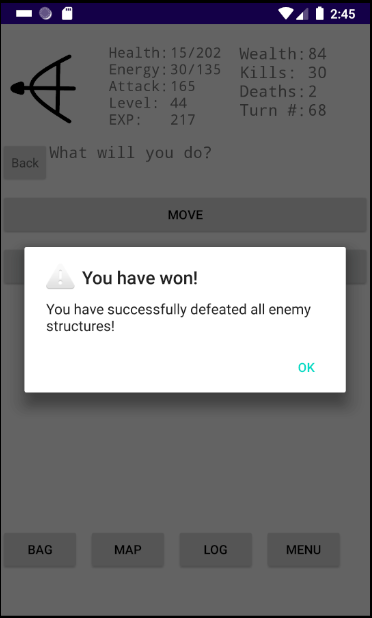 2:45
Health: 15/202
Energy: 30/135
Attack: 165
Level: 44
EXP: 217
Wealth: 84
Kills: 30
Deaths: 2
Turn #: 68
Back
What will you do?
MOVE
You have won!
You have successfully defeated all enemy
structures!
OK
BAG
MAP
LOG
MENU